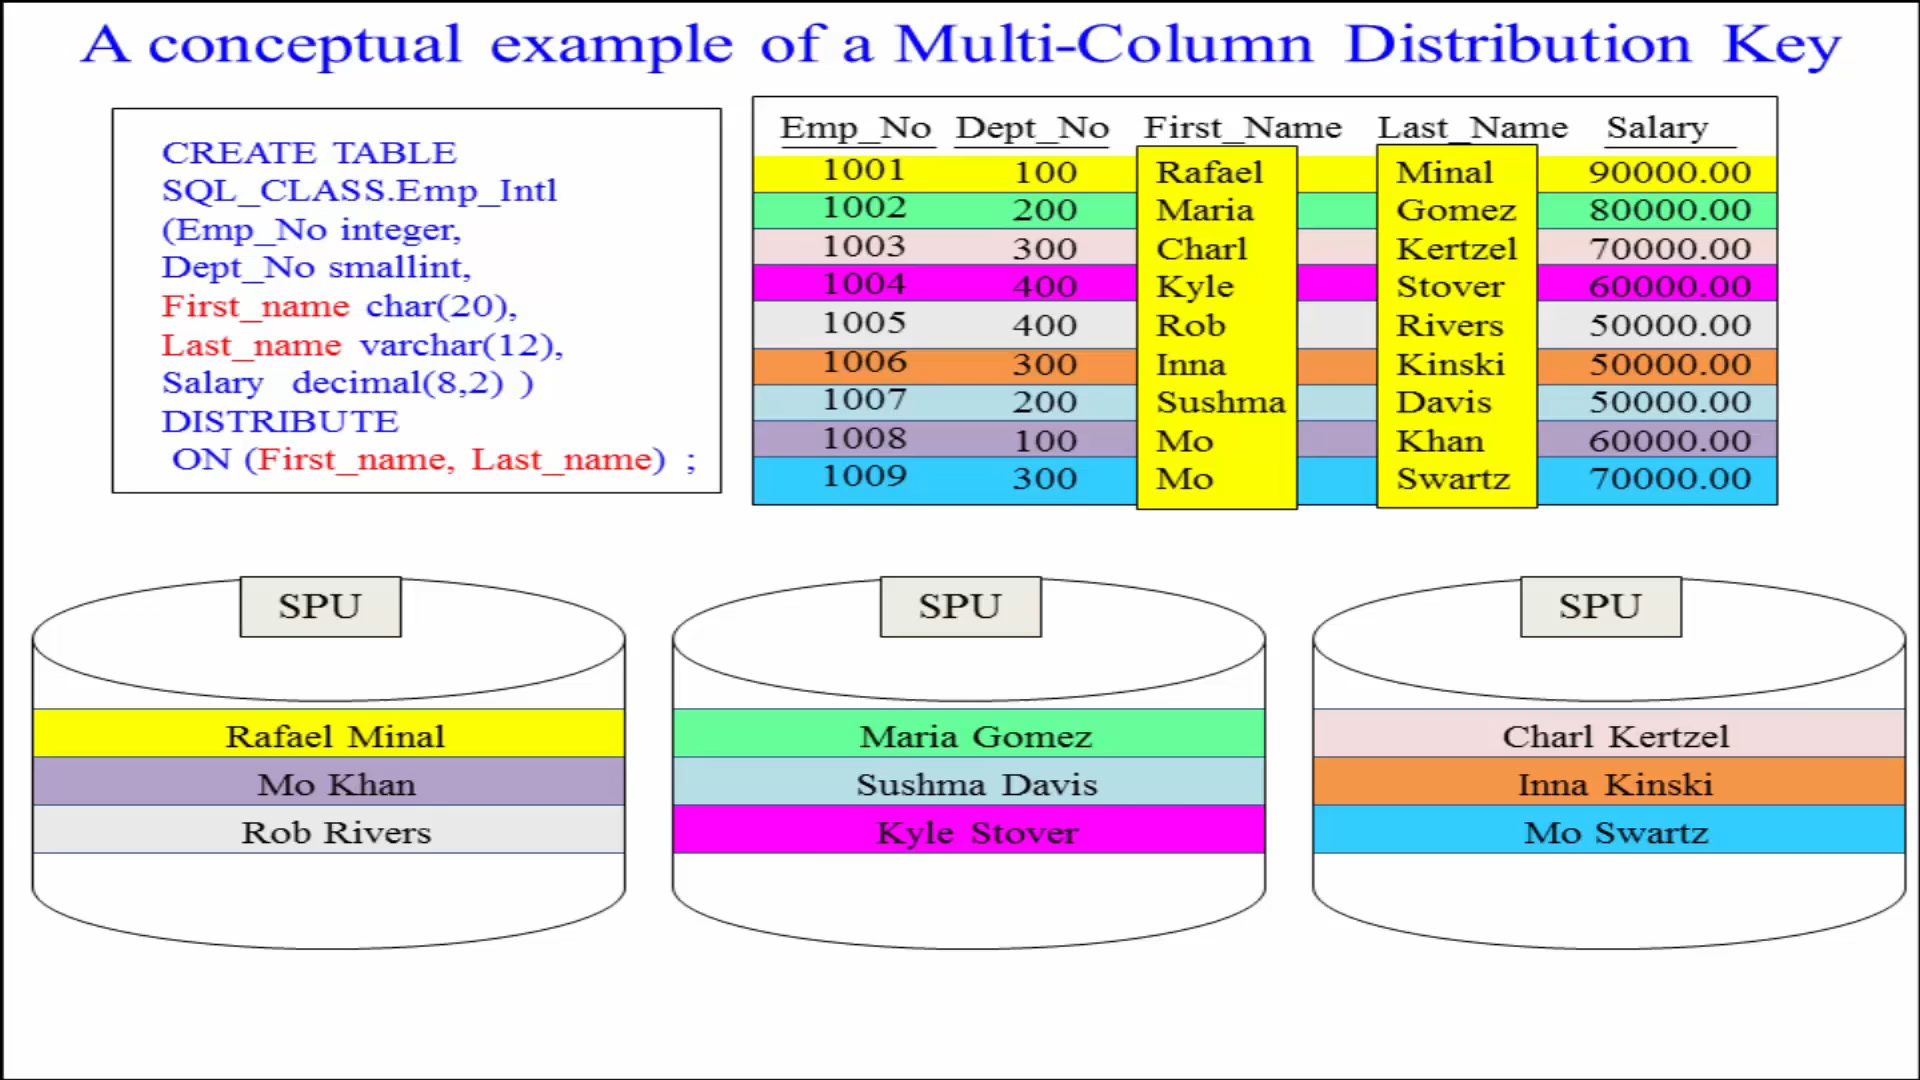 A conceptual example of a Multi-Column Distribution Key
CREATE TABLE
SQL_CLASS.Emp_Intl
(Emp_No integer,
Dept_No smallint,
First_name char(20),
Last_name varchar(12),
Salary decimal(8,2) )
DISTRIBUTE
ON (First_name, Last_name) ;
Emp_No Dept_No First_Name Last_Name Salary
1001 100 Rafael Minal 90000.00
1002 200 Maria Gomez 80000.00
1003 300 Charl Kertzel 70000.00
1004 400 Kyle Stover 60000.00
1005 400 Rob Rivers 50000.00
1006 300 Inna Kinski 50000.00
1007 200 Sushma Davis 50000.00
1008 100 Mo Khan 60000.00
1009 300 Mo Swartz 70000.00
SPU
Rafael Minal
Mo Khan
Rob Rivers
SPU
Maria Gomez
Sushma Davis
Kyle Stover
SPU
Charl Kertzel
Inna Kinski
Mo Swartz